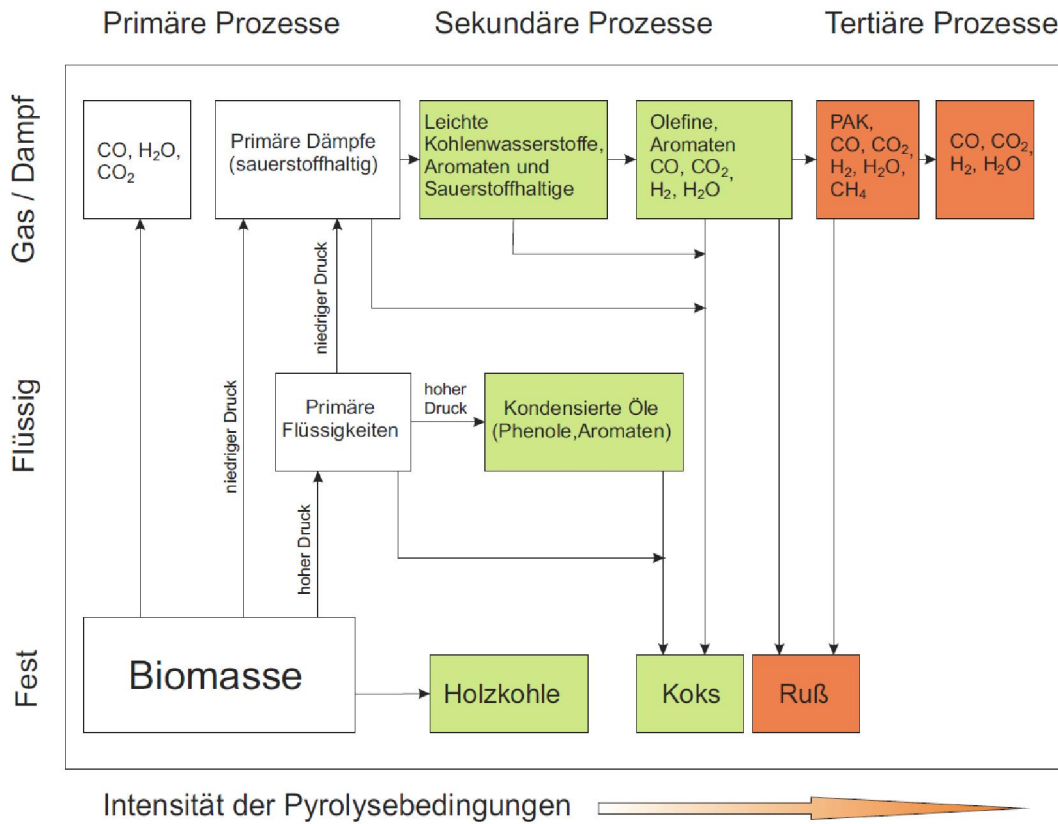 Primäre Prozesse
Sekundäre Prozesse
Tertiäre Prozesse
Gas / Dampf
CO, H₂O,
CO₂
Primäre Dämpfe
(sauerstoffhaltig)
Leichte
Kohlenwasserstoffe,
Aromaten und
Sauerstoffhaltige
Olefine,
Aromaten
CO, CO₂,
H₂, H₂O
PAK,
CO, CO₂,
H₂, H₂O,
CH₄
CO, CO₂,
H₂, H₂O
niedriger Druck
niedriger Druck
Flüssig
Primäre
Flüssigkeiten
hoher
Druck
Kondensierte Öle
(Phenole,Aromaten)
hoher Druck
Fest
Biomasse
Holzkohle
Koks
Ruß
Intensität der Pyrolysebedingungen